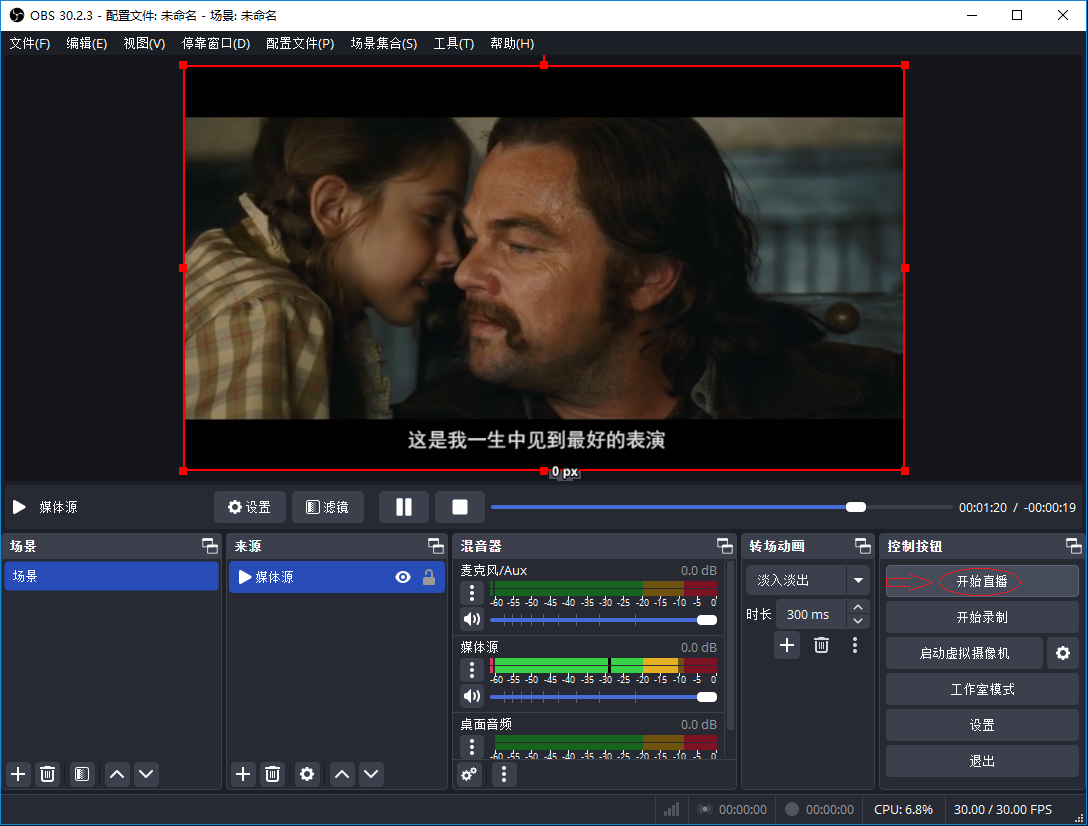 OBS 30.2.3 - 配置文件: 未命名 - 场景: 未命名
文件(F) 编辑(E) 视图(V) 停靠窗口(D) 配置文件(P) 场景集合(S) 工具(T) 帮助(H)
这是我一生中见到最好的表演
0 px
媒体源 设置 滤镜 00:01:20 / -00:00:19
场景
场景
来源
媒体源
混音器
麦克风/Aux 0.0 dB
-60 -55 -50 -45 -40 -35 -30 -25 -20 -15 -10 -5 0
媒体源 0.0 dB
-60 -55 -50 -45 -40 -35 -30 -25 -20 -15 -10 -5 0
桌面音频 0.0 dB
-60 -55 -50 -45 -40 -35 -30 -25 -20 -15 -10 -5 0
转场动画
淡入淡出
时长 300 ms
控制按钮
开始直播
开始录制
启动虚拟摄像机
工作室模式
设置
退出
00:00:00 00:00:00 CPU: 6.8% 30.00 / 30.00 FPS